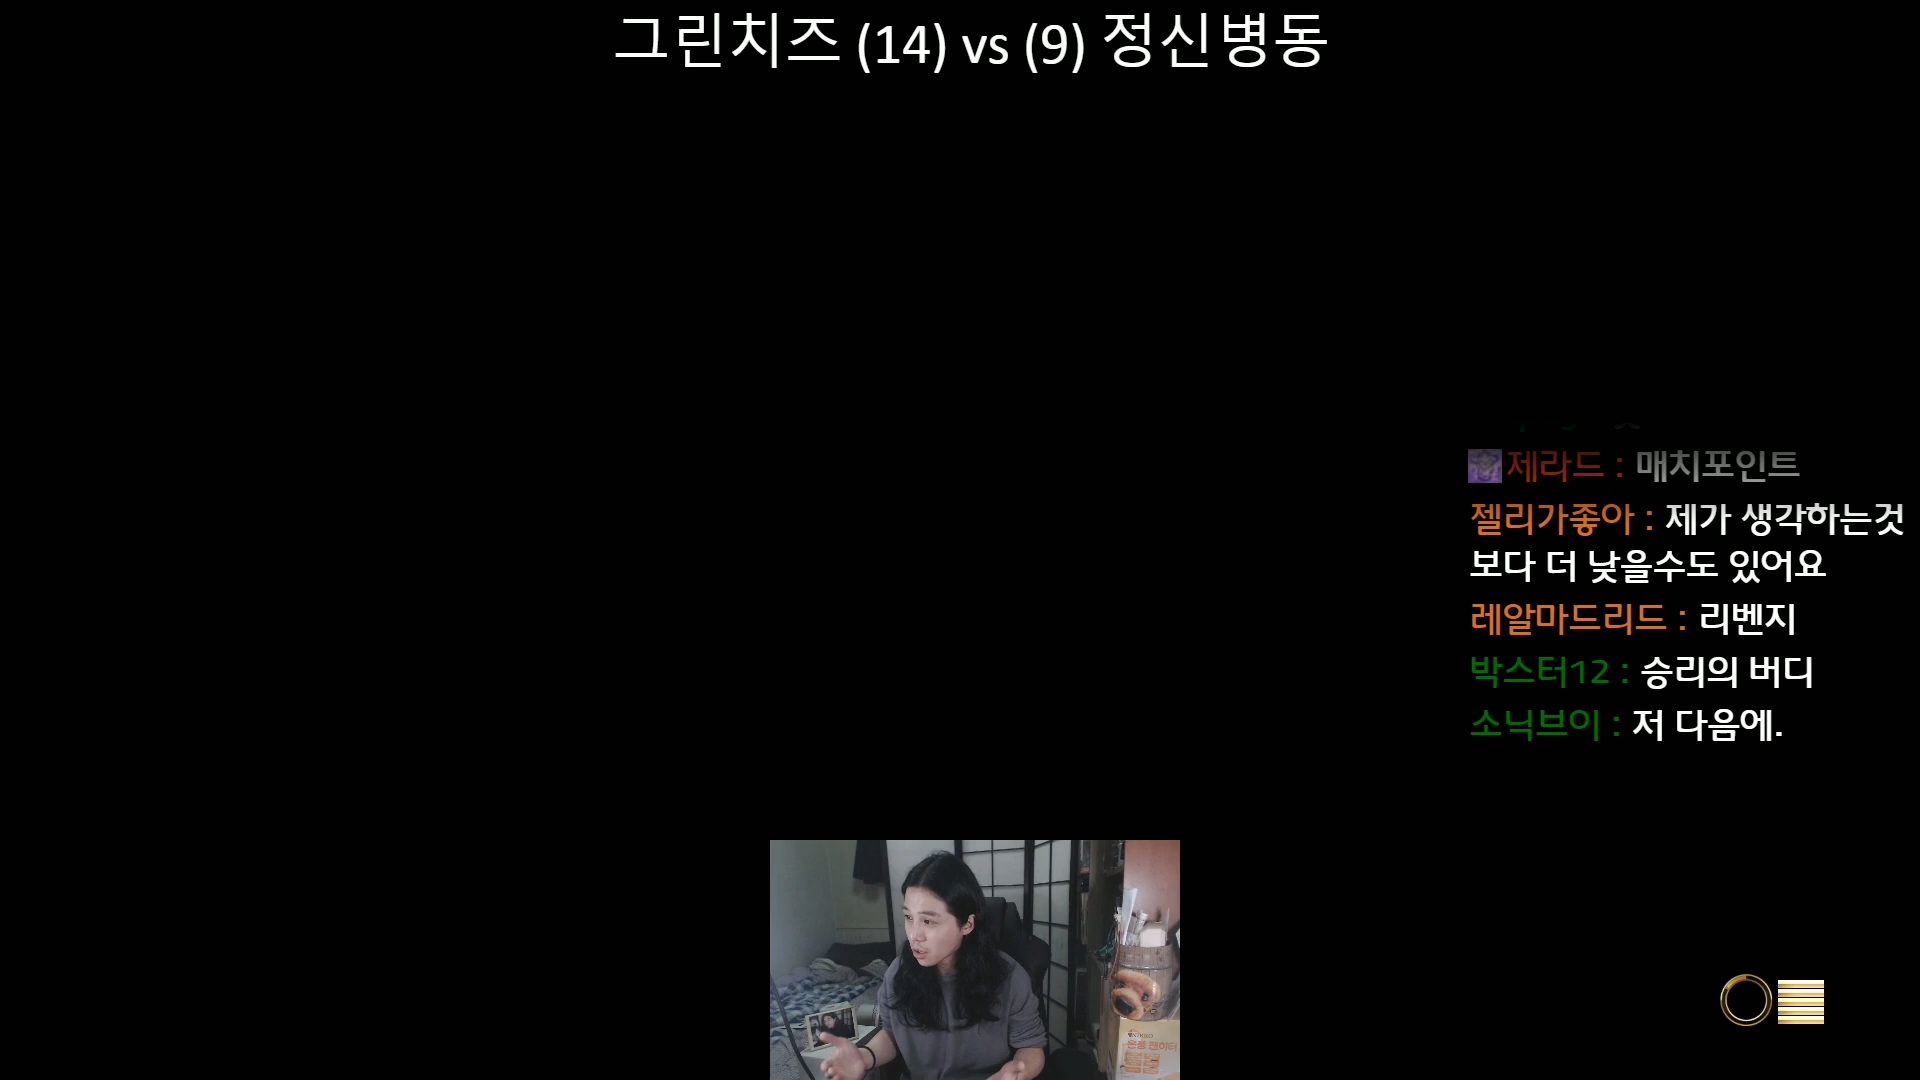 그린치즈 (14) vs (9) 정신병동
제라드 : 매치포인트
젤리가좋아 : 제가 생각하는것
보다 더 낮을수도 있어요
레알마드리드 : 리벤지
박스터12 : 승리의 버디
소닉브이 : 저 다음에.